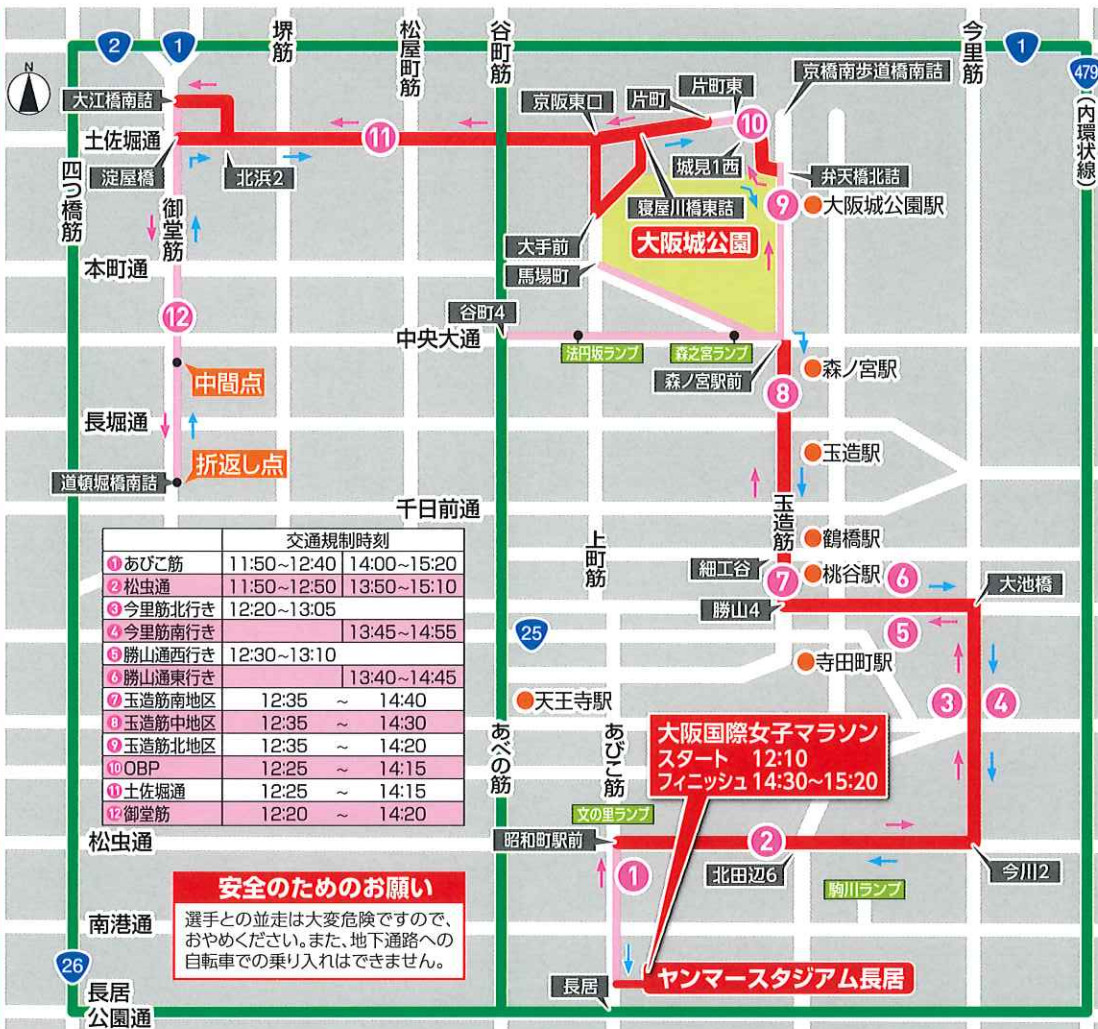 2
1
堺筋
松屋町筋
谷町筋
今里筋
1
479
(内環状線)
N
大江橋南詰
土佐堀通
淀屋橋
北浜2
11
京阪東口
片町
片町東
京橋南歩道橋南詰
10
城見1西
弁天橋北詰
寝屋川橋東詰
9
大阪城公園駅
四つ橋筋
御堂筋
大手前
大阪城公園
本町通
馬場町
12
谷町4
中央大通
法円坂ランプ
森之宮ランプ
森ノ宮駅前
森ノ宮駅
中間点
8
長堀通
折返し点
道頓堀橋南詰
玉造駅
千日前通
上町筋
玉造筋
鶴橋駅
細工谷
7
桃谷駅
6
大池橋
勝山4
5
25
寺田町駅
天王寺駅
3
4
交通規制時刻
1あびこ筋 11:50~12:40 14:00~15:20
2松虫通 11:50~12:50 13:50~15:10
3今里筋北行き 12:20~13:05
4今里筋南行き 13:45~14:55
5勝山通西行き 12:30~13:10
6勝山通東行き 13:40~14:45
7玉造筋南地区 12:35 ~ 14:40
8玉造筋中地区 12:35 ~ 14:30
9玉造筋北地区 12:35 ~ 14:20
10OBP 12:25 ~ 14:15
11土佐堀通 12:25 ~ 14:15
12御堂筋 12:20 ~ 14:20
あべの筋
あびこ筋
大阪国際女子マラソン
スタート 12:10
フィニッシュ 14:30~15:20
文の里ランプ
松虫通
昭和町駅前
2
北田辺6
今川2
駒川ランプ
1
安全のためのお願い
選手との並走は大変危険ですので、
おやめください。また、地下通路への
自転車での乗り入れはできません。
南港通
26
長居
公園通
長居
ヤンマースタジアム長居